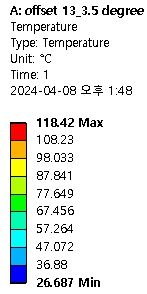 A: offset 13_3.5 degree
Temperature
Type: Temperature
Unit: °C
Time: 1
2024-04-08 오후 1:48
118.42 Max
108.23
98.033
87.841
77.649
67.456
57.264
47.072
36.88
26.687 Min